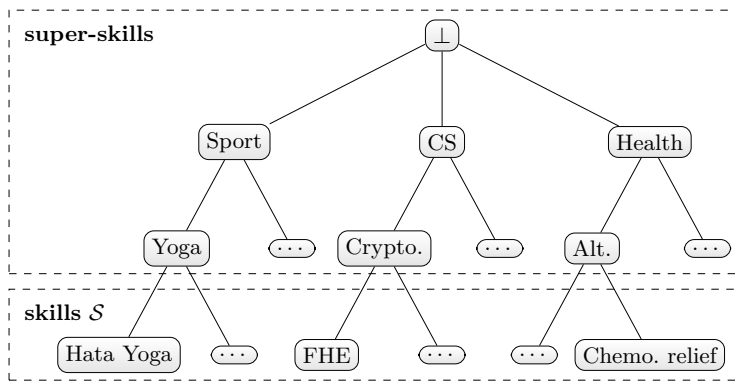 super-skills
⊥
Sport CS Health
Yoga ··· Crypto. ··· Alt. ···
skills 𝒮
Hata Yoga ··· FHE ··· ··· Chemo. relief